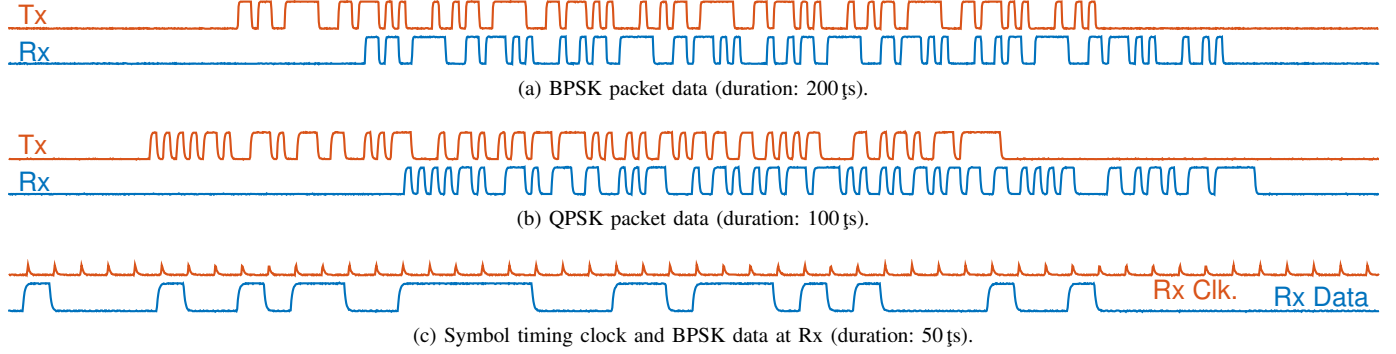 Tx
Rx
(a) BPSK packet data (duration: 200 ţs).
Tx
Rx
(b) QPSK packet data (duration: 100 ţs).
Rx Clk. Rx Data
(c) Symbol timing clock and BPSK data at Rx (duration: 50 ţs).